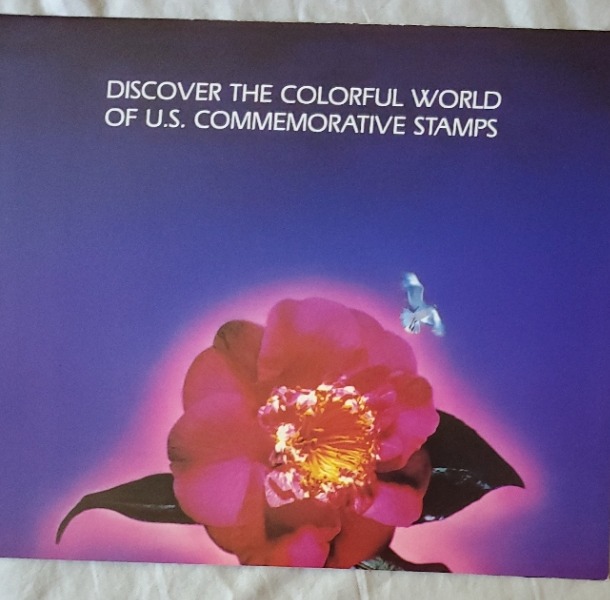 DISCOVER THE COLORFUL WORLD
OF U.S. COMMEMORATIVE STAMPS